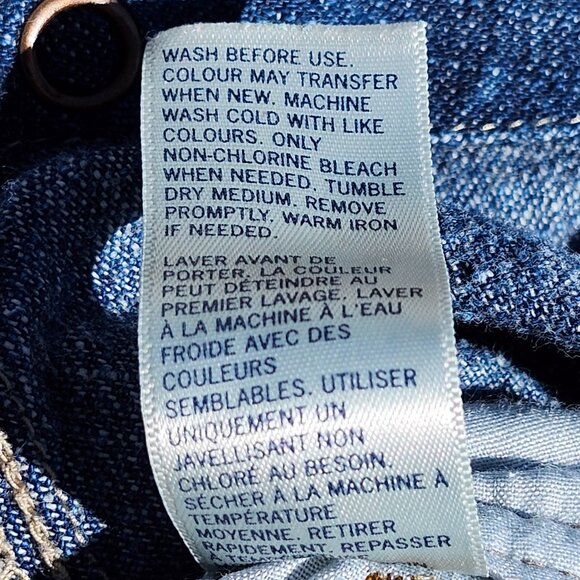 WASH BEFORE USE.
COLOUR MAY TRANSFER
WHEN NEW. MACHINE
WASH COLD WITH LIKE
COLOURS. ONLY
NON-CHLORINE BLEACH
WHEN NEEDED. TUMBLE
DRY MEDIUM. REMOVE
PROMPTLY. WARM IRON
IF NEEDED.
LAVER AVANT DE
PORTER. LA COULEUR
PEUT DÉTEINDRE AU
PREMIER LAVAGE. LAVER
À LA MACHINE À L'EAU
FROIDE AVEC DES
COULEURS
SEMBLABLES. UTILISER
UNIQUEMENT UN
JAVELLISANT NON
CHLORÉ AU BESOIN.
SÉCHER À LA MACHINE À
TEMPÉRATURE
MOYENNE. RETIRER
RAPIDEMENT. REPASSER